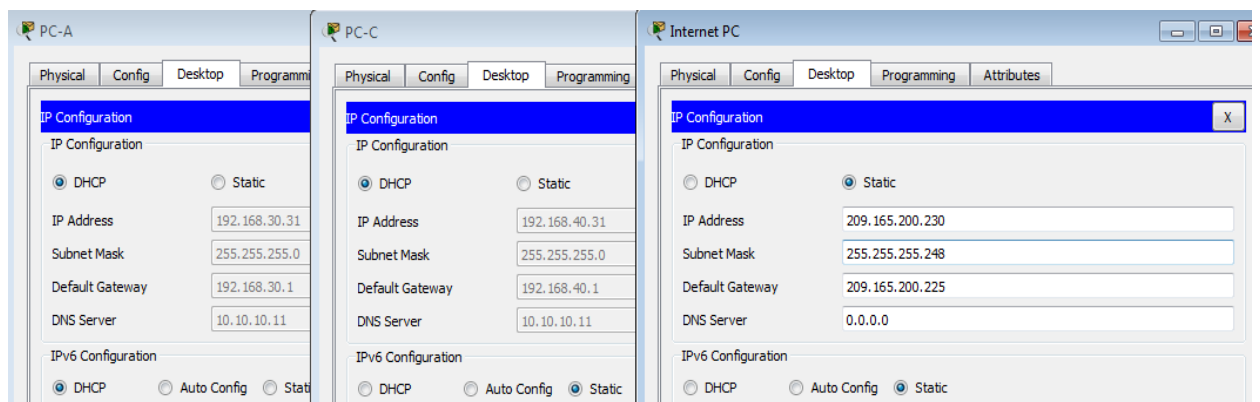 PC-A
Physical Config Desktop Programmi
IP Configuration
IP Configuration
DHCP Static
IP Address 192.168.30.31
Subnet Mask 255.255.255.0
Default Gateway 192.168.30.1
DNS Server 10.10.10.11
IPv6 Configuration
DHCP Auto Config Stati
PC-C
Physical Config Desktop Programming
IP Configuration
IP Configuration
DHCP Static
IP Address 192.168.40.31
Subnet Mask 255.255.255.0
Default Gateway 192.168.40.1
DNS Server 10.10.10.11
IPv6 Configuration
DHCP Auto Config Static
Internet PC
Physical Config Desktop Programming Attributes
IP Configuration X
IP Configuration
DHCP Static
IP Address 209.165.200.230
Subnet Mask 255.255.255.248
Default Gateway 209.165.200.225
DNS Server 0.0.0.0
IPv6 Configuration
DHCP Auto Config Static